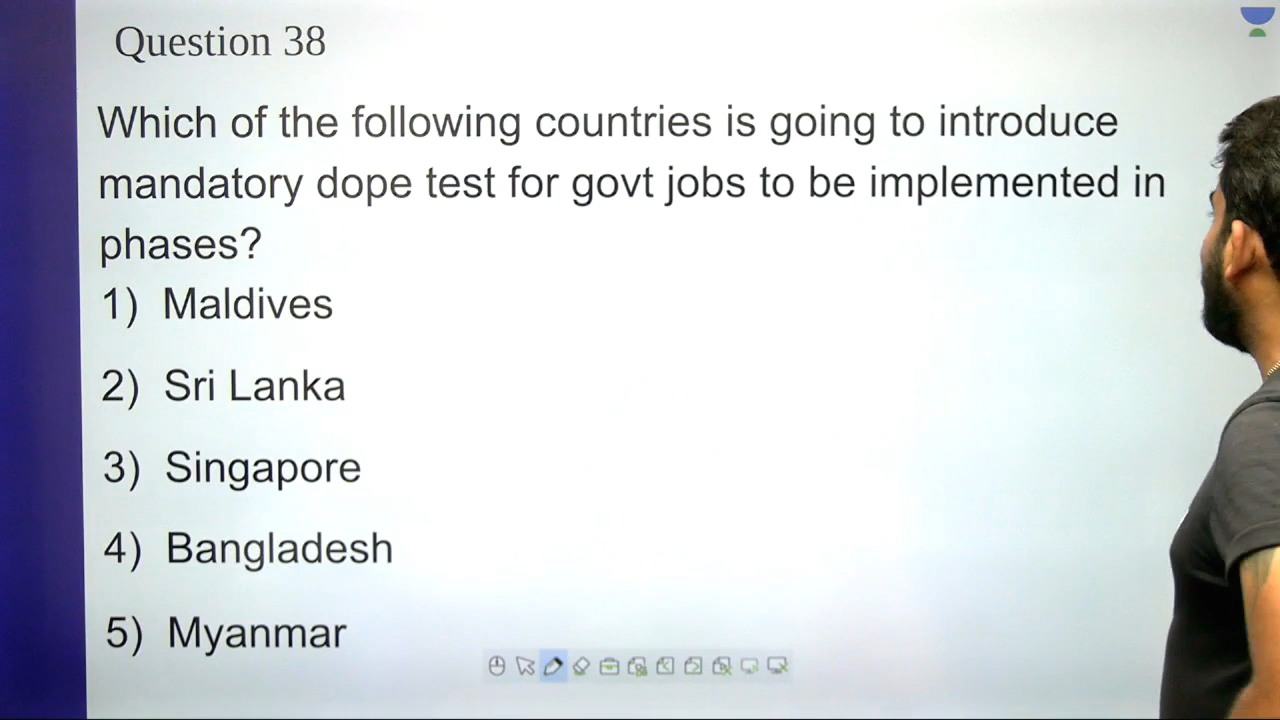 Question 38
Which of the following countries is going to introduce
mandatory dope test for govt jobs to be implemented in
phases?
1) Maldives
2) Sri Lanka
3) Singapore
4) Bangladesh
5) Myanmar